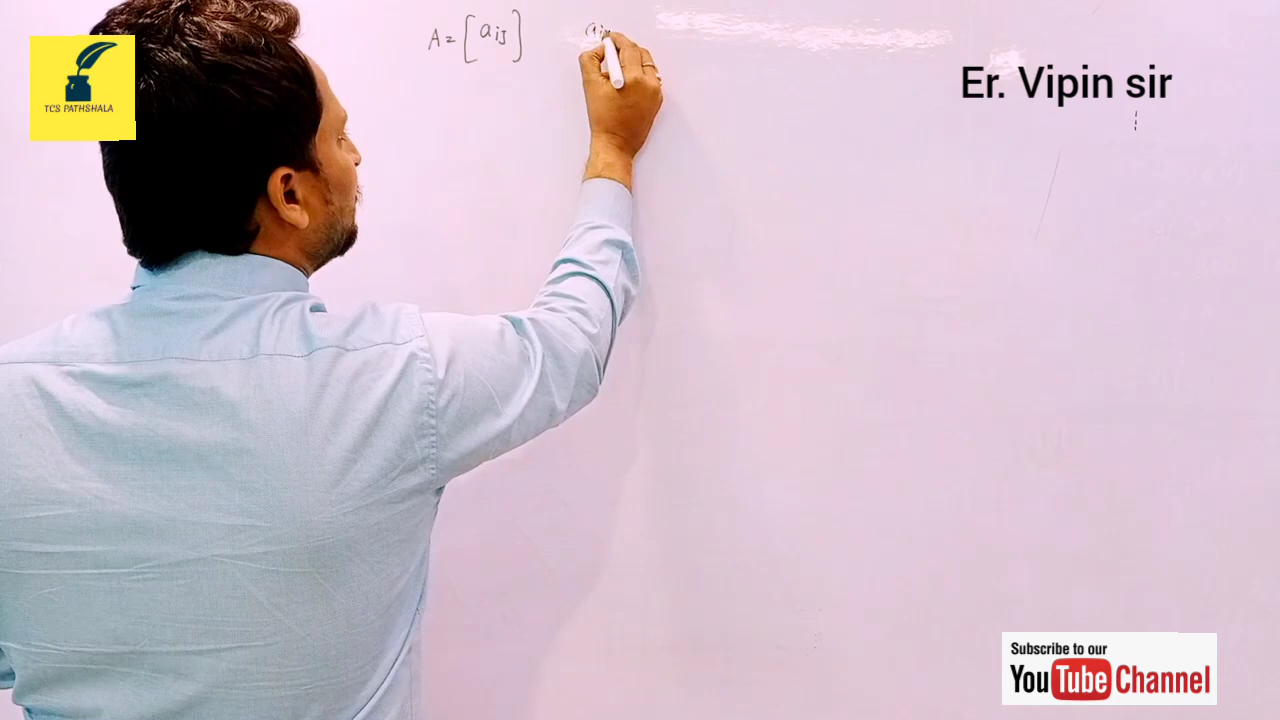 A = [aij]
TCS PATHSHALA
Er. Vipin sir
Subscribe to our
YouTube Channel